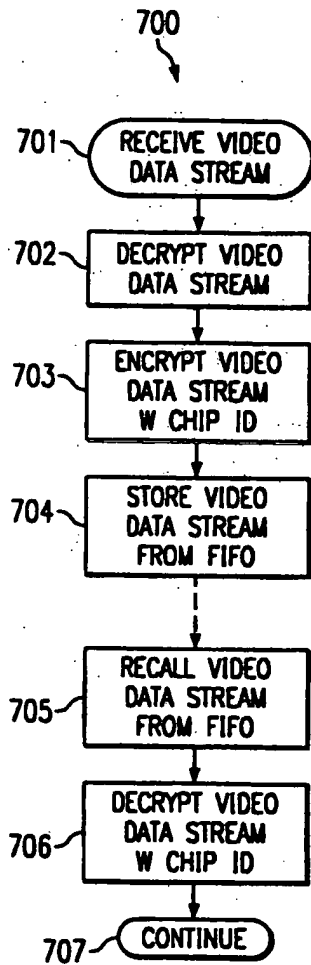 700
701
RECEIVE VIDEO
DATA STREAM
702
DECRYPT VIDEO
DATA STREAM
703
ENCRYPT VIDEO
DATA STREAM
W CHIP ID
704
STORE VIDEO
DATA STREAM
FROM FIFO
705
RECALL VIDEO
DATA STREAM
FROM FIFO
706
DECRYPT VIDEO
DATA STREAM
W CHIP ID
707
CONTINUE